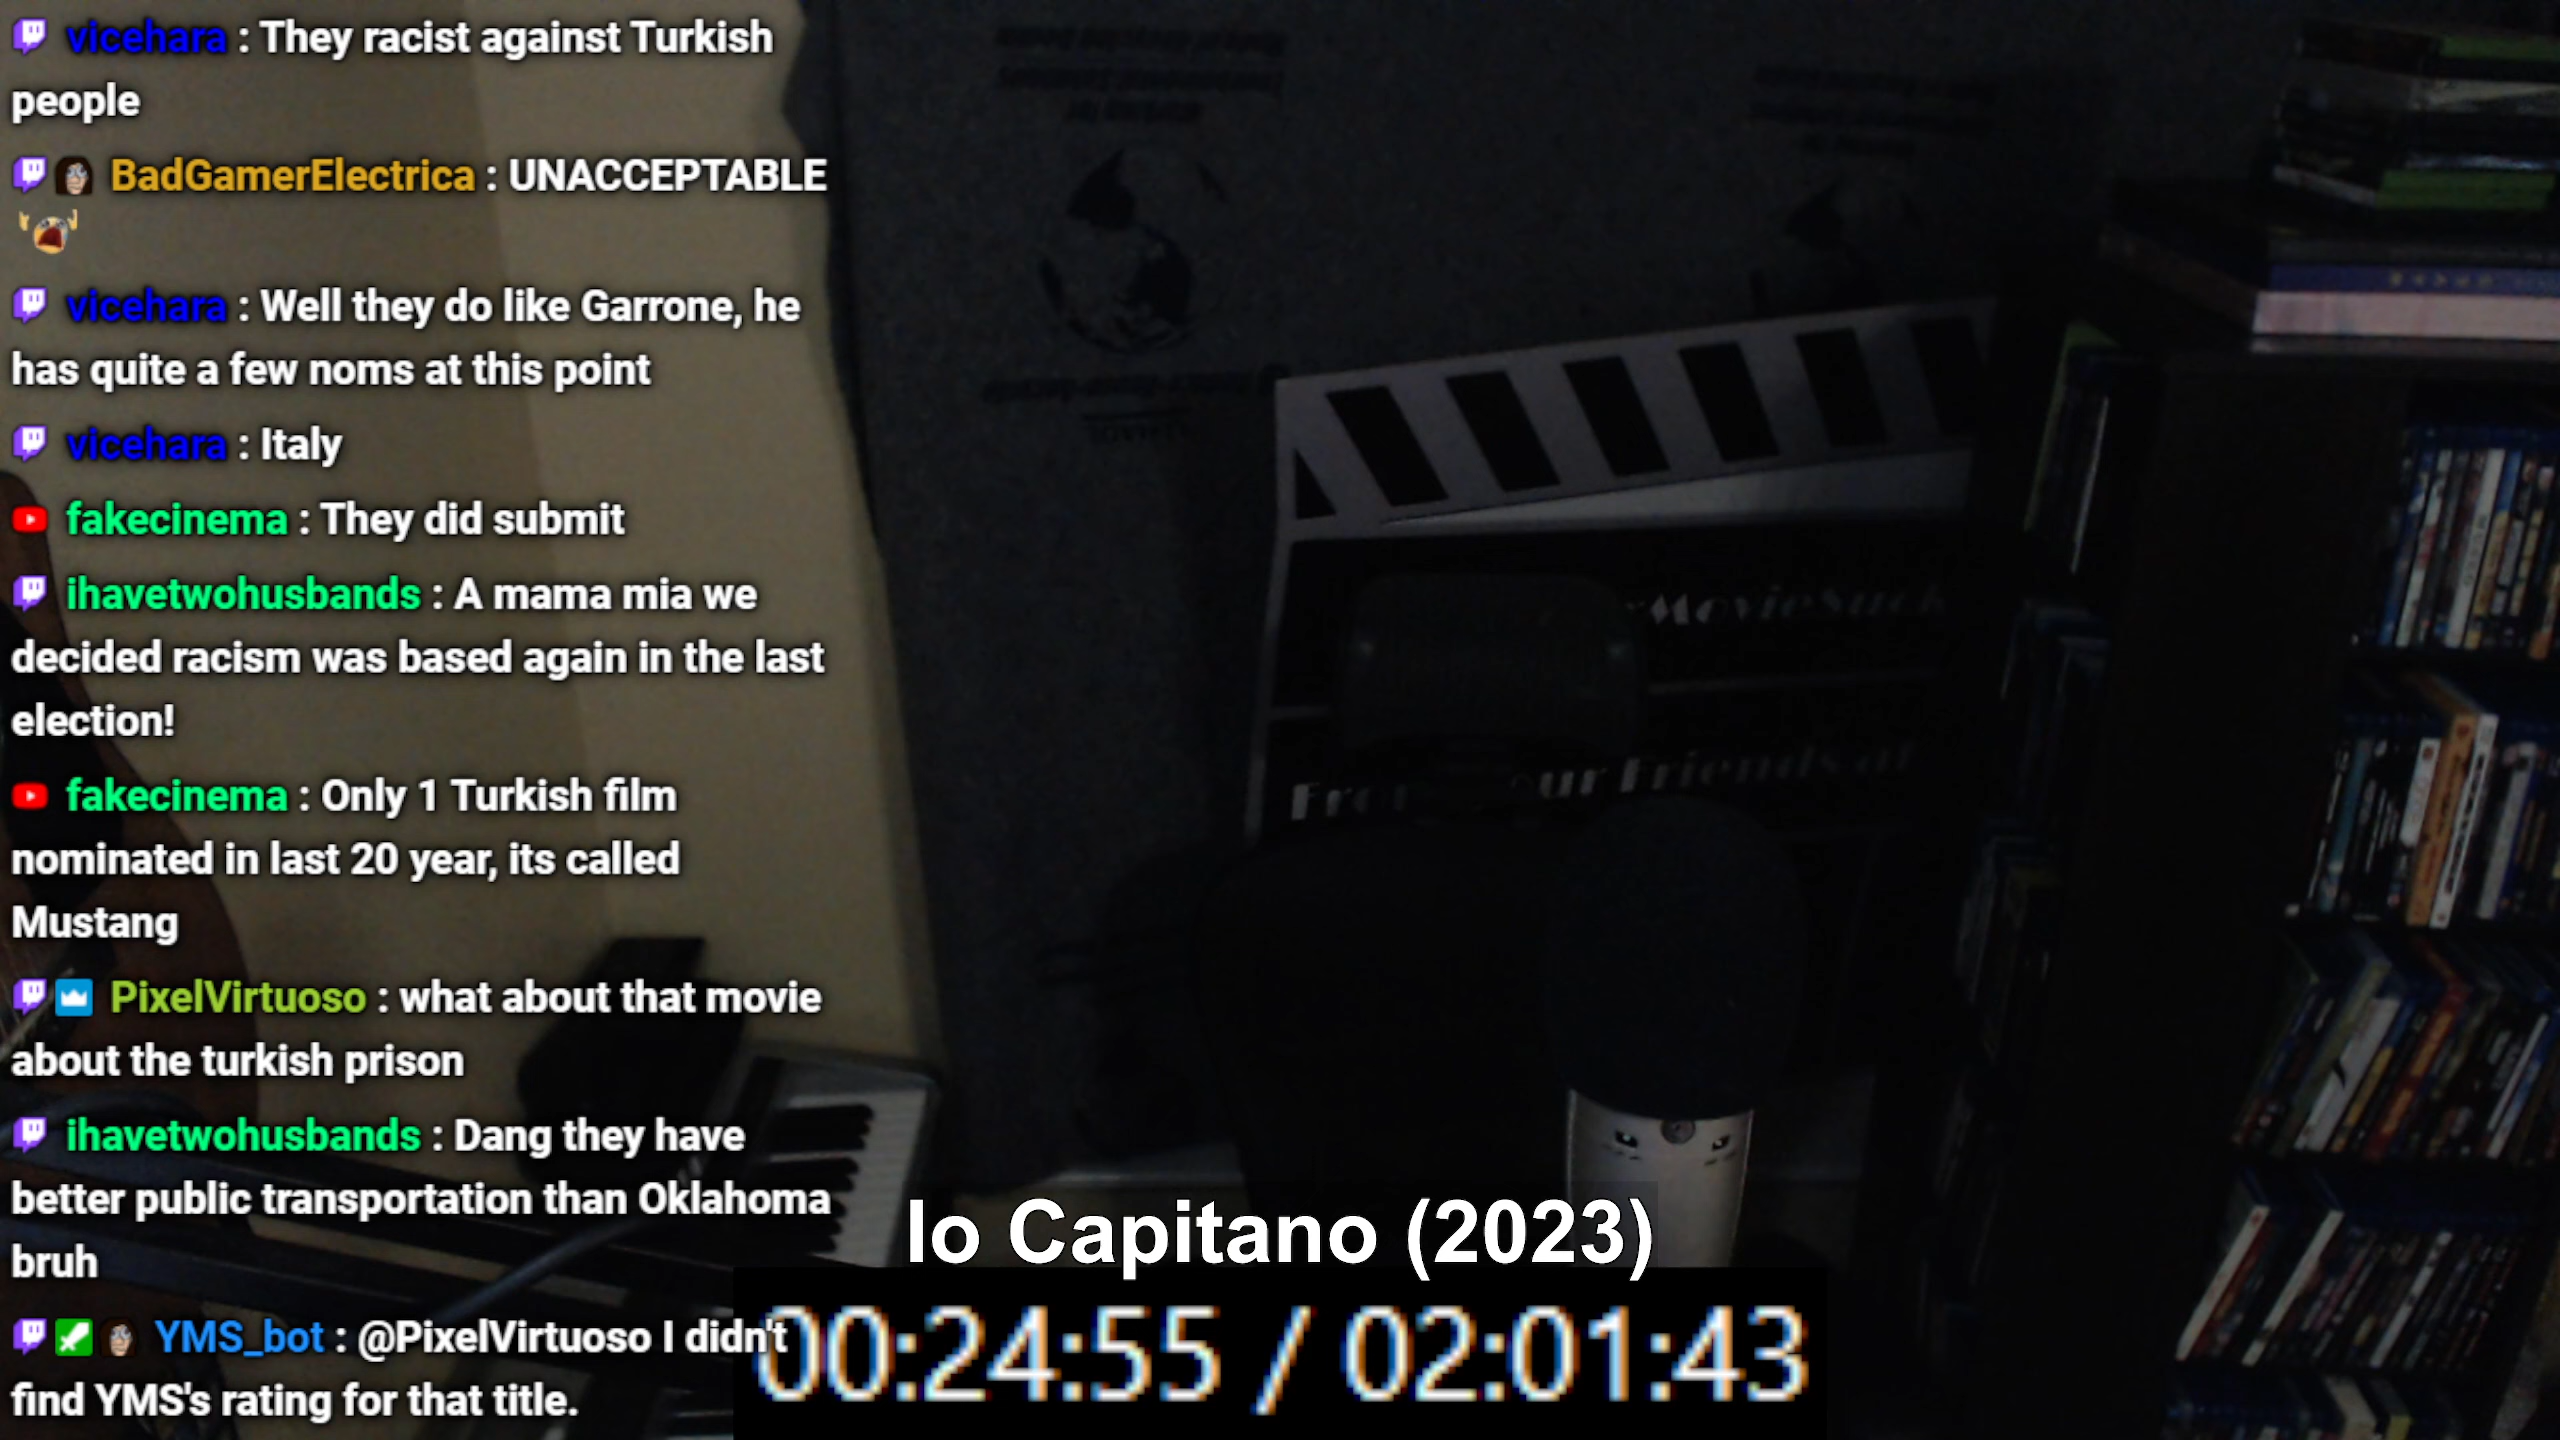 vicehara : They racist against Turkish
people
BadGamerElectrica : UNACCEPTABLE
vicehara : Well they do like Garrone, he
has quite a few noms at this point
vicehara : Italy
fakecinema : They did submit
ihavetwohusbands : A mama mia we
decided racism was based again in the last
election!
fakecinema : Only 1 Turkish film
nominated in last 20 year, its called
Mustang
PixelVirtuoso : what about that movie
about the turkish prison
ihavetwohusbands : Dang they have
better public transportation than Oklahoma
bruh
YMS_bot : @PixelVirtuoso I didn't
find YMS's rating for that title.
MovieSuck
Friends at
Io Capitano (2023)
00:24:55 / 02:01:43